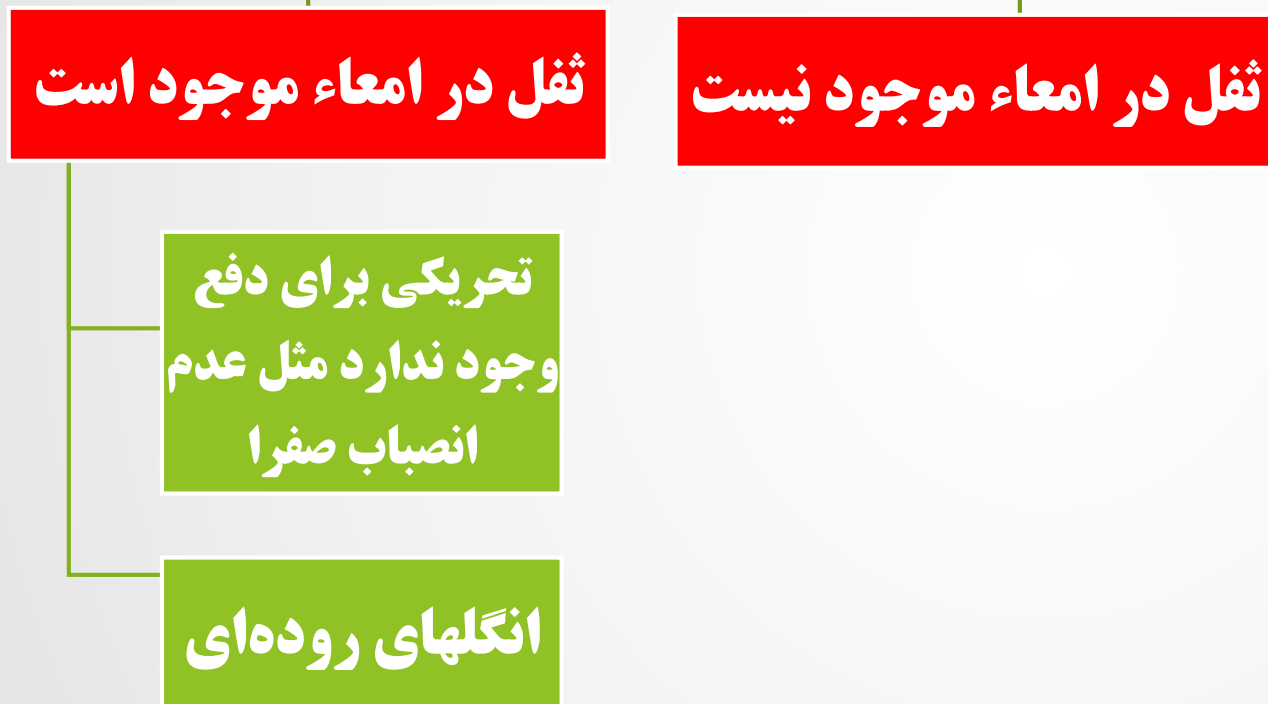 ثفل در امعاء موجود نیست
ثفل در امعاء موجود است
تحریکی برای دفع
وجود ندارد مثل عدم
انصباب صفرا
انگلهای روده‌ای